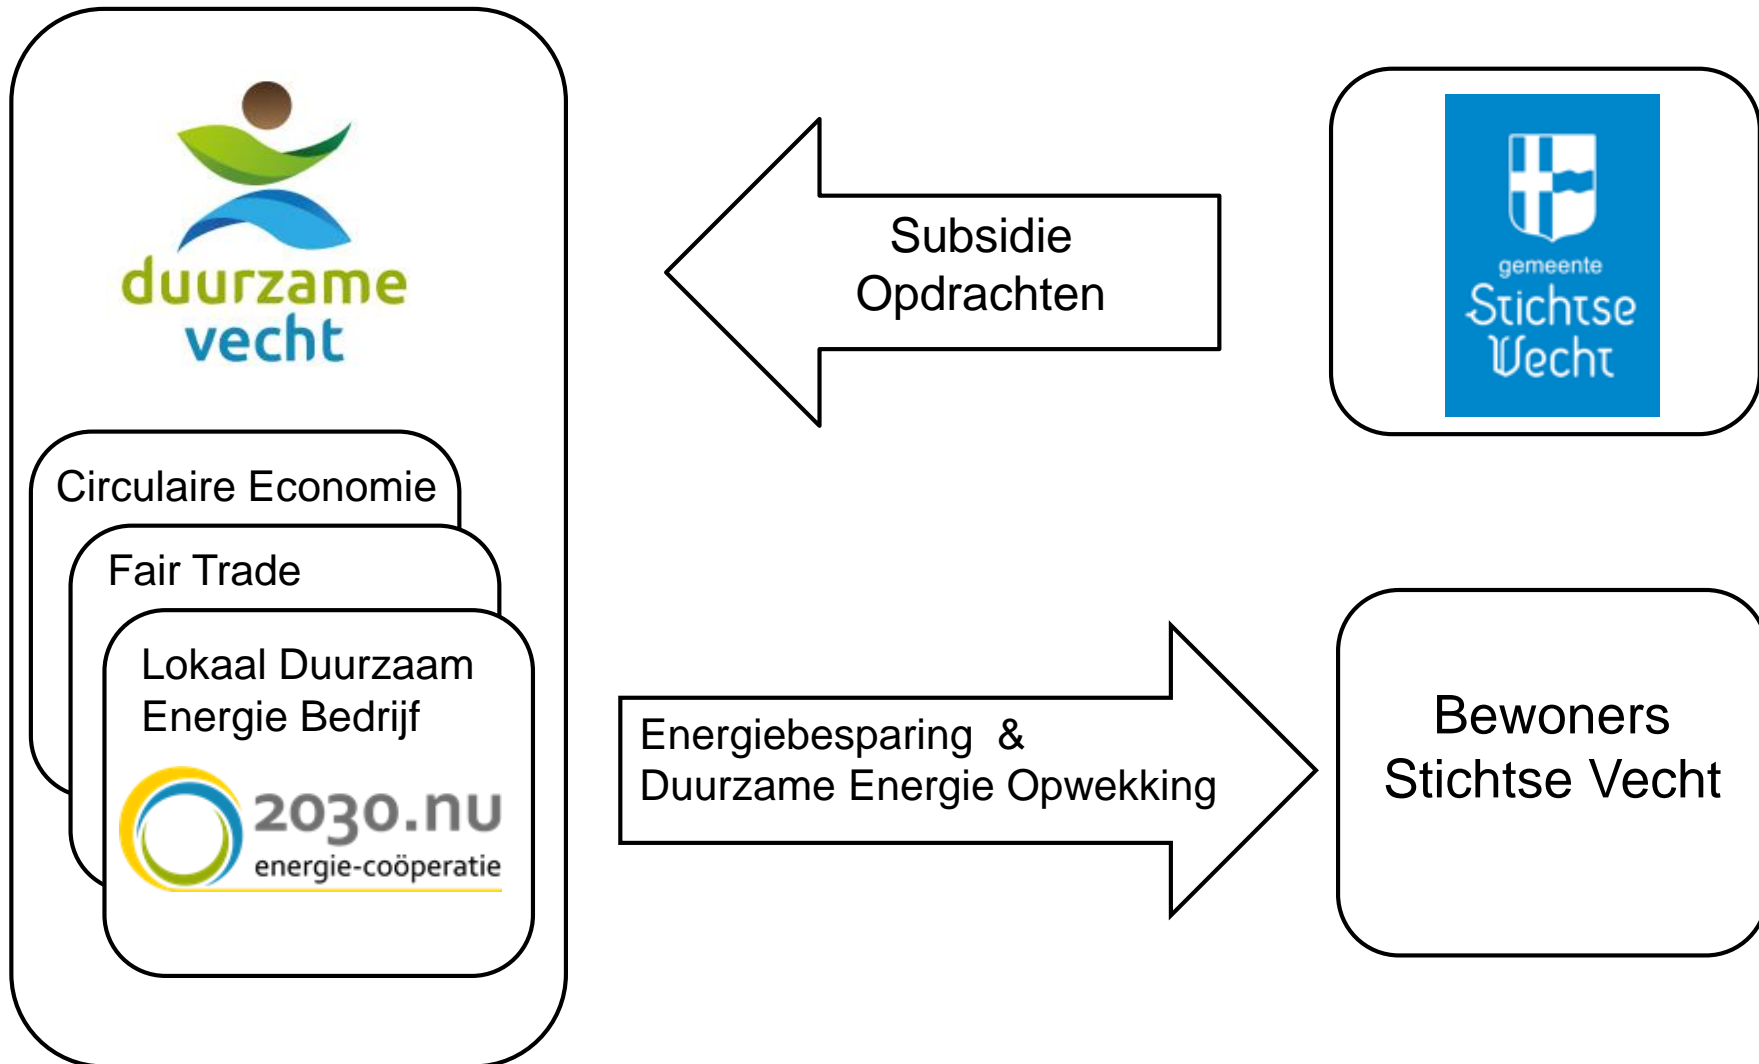 duurzame
vecht
Circulaire Economie
Fair Trade
Lokaal Duurzaam
Energie Bedrijf
2030.nu
energie-coöperatie
Subsidie
Opdrachten
gemeente
Stichtse
Vecht
Energiebesparing &
Duurzame Energie Opwekking
Bewoners
Stichtse Vecht